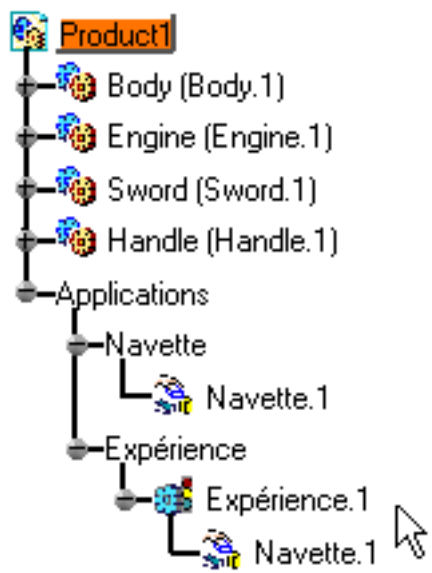 Product1
Body (Body.1)
Engine (Engine.1)
Sword (Sword.1)
Handle (Handle.1)
Applications
Navette
Navette.1
Expérience
Expérience.1
Navette.1